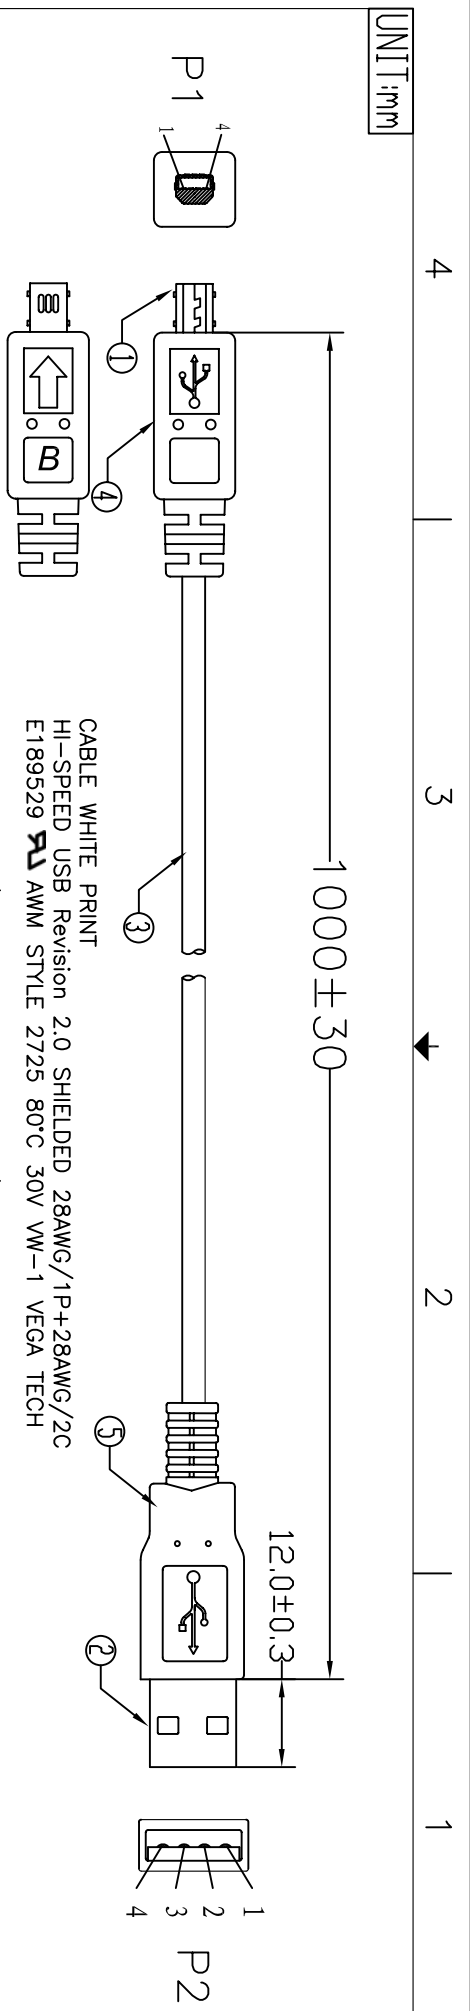 UNIT:mm
4
3
2
1
P1
1
4
1000±30
12.0±0.3
1
4
B
3
5
2
CABLE WHITE PRINT
HI-SPEED USB Revision 2.0 SHIELDED 28AWG/1P+28AWG/2C
E189529 AWM STYLE 2725 80°C 30V VW-1 VEGA TECH
1
2
3
4
P2